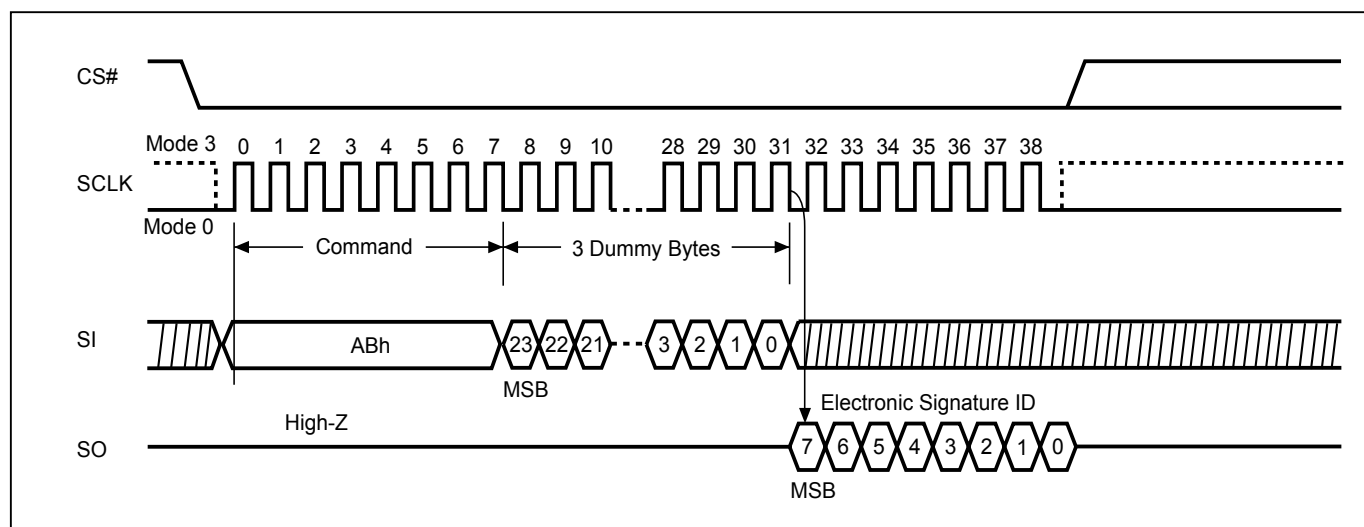 CS#
Mode 3 0 1 2 3 4 5 6 7 8 9 10 28 29 30 31 32 33 34 35 36 37 38
SCLK
Mode 0
Command 3 Dummy Bytes
SI ABh 23 22 21 3 2 1 0
MSB
High-Z Electronic Signature ID
SO 7 6 5 4 3 2 1 0
MSB